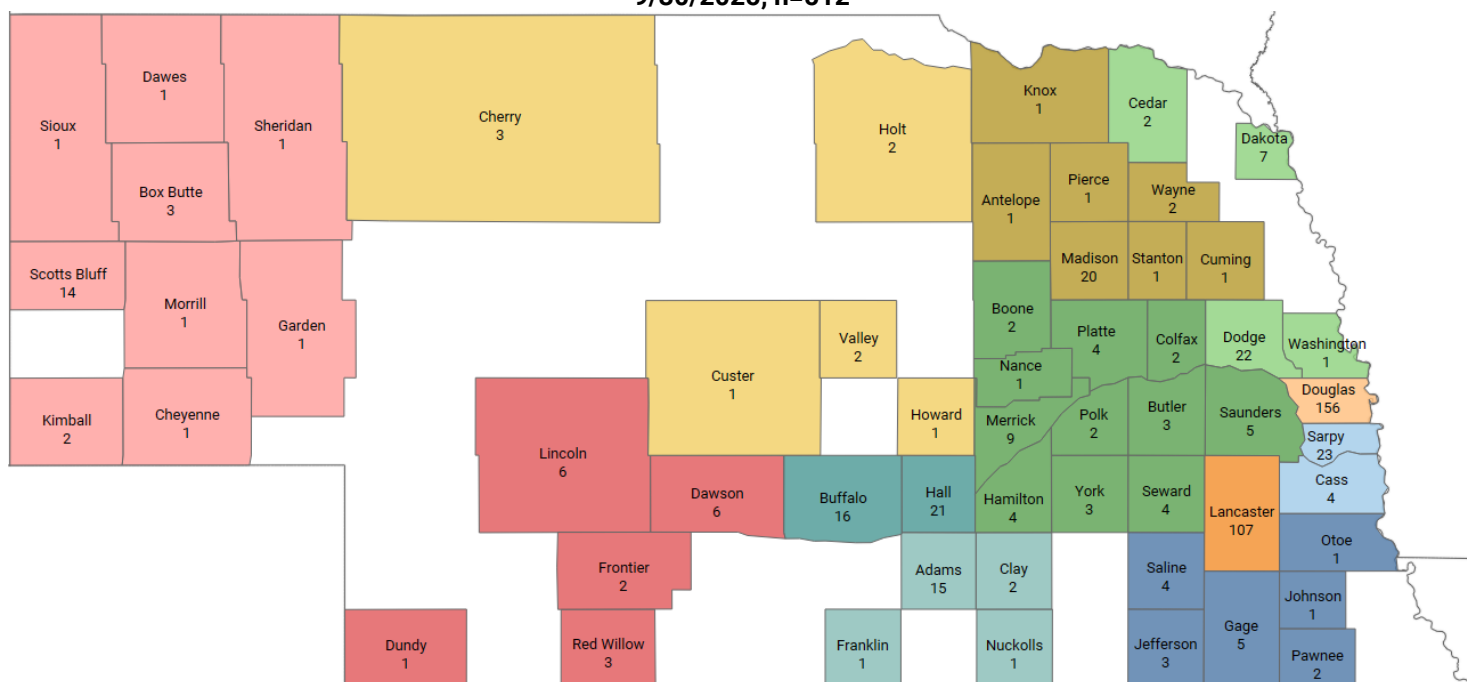 Dawes
1
Sioux
1
Sheridan
1
Cherry
3
Holt
2
Knox
1
Cedar
2
Dakota
7
Box Butte
3
Antelope
1
Pierce
1
Wayne
2
Scotts Bluff
14
Morrill
1
Garden
1
Madison
20
Stanton
1
Cuming
1
Boone
2
Platte
4
Colfax
2
Dodge
22
Washington
1
Valley
2
Custer
1
Nance
1
Douglas
156
Kimball
2
Cheyenne
1
Howard
1
Merrick
9
Polk
2
Butler
3
Saunders
5
Sarpy
23
Lincoln
6
Dawson
6
Buffalo
16
Hall
21
Hamilton
4
York
3
Seward
4
Lancaster
107
Cass
4
Otoe
1
Frontier
2
Adams
15
Clay
2
Saline
4
Johnson
1
Dundy
1
Red Willow
3
Franklin
1
Nuckolls
1
Jefferson
3
Gage
5
Pawnee
2